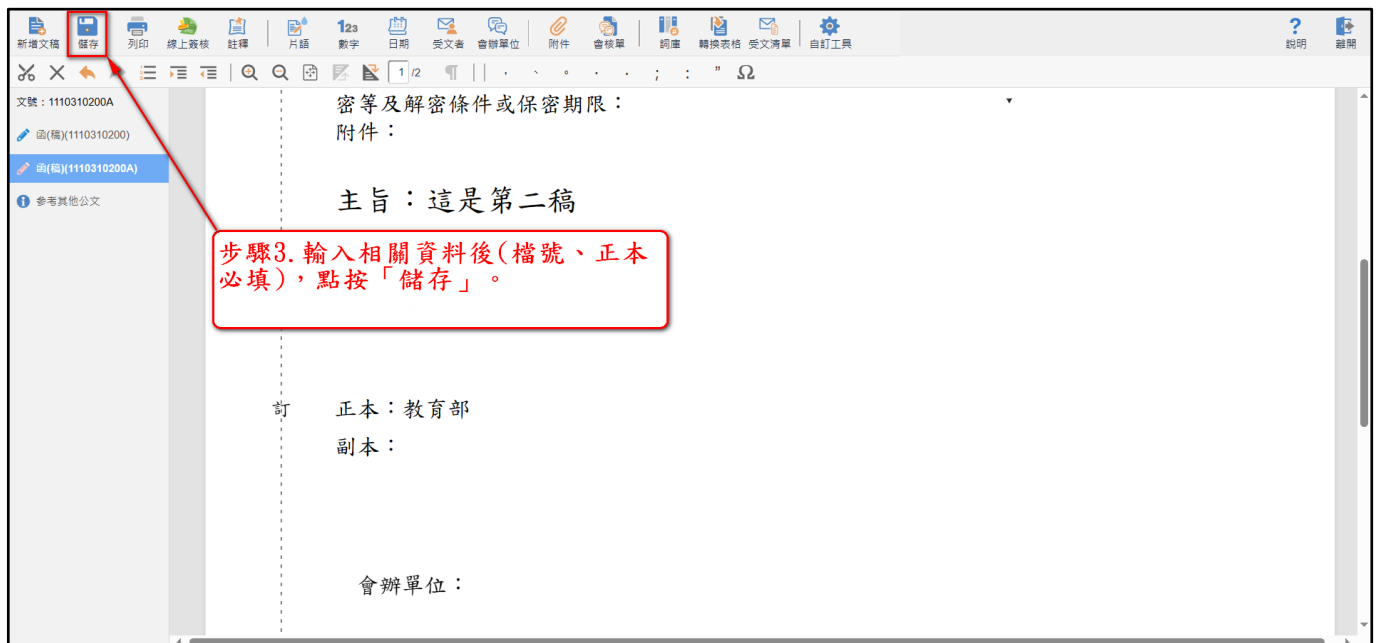 新增文稿 儲存 列印 線上簽核 註釋 片語 數字 日期 受文者 會辦單位 附件 會核單 詞庫 轉換表格 受文清單 自訂工具 說明 離開
1 /2 ¶ , 、 。 . . ; : ” Ω
文號：1110310200A
函(稿)(1110310200)
函(稿)(1110310200A)
參考其他公文
密等及解密條件或保密期限：
附件：
主旨：這是第二稿
步驟3.輸入相關資料後(檔號、正本
必填)，點按「儲存」。
訂 正本：教育部
副本：
會辦單位：